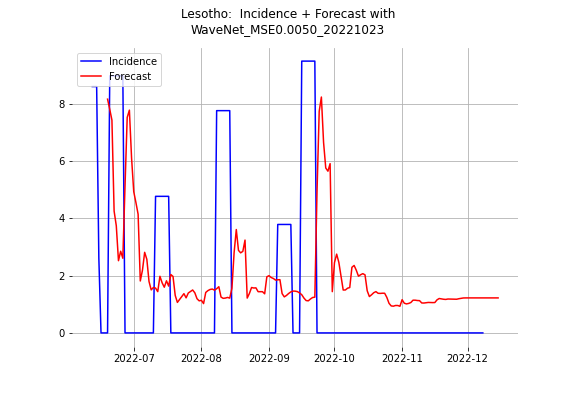 Lesotho:  Incidence + Forecast with
WaveNet_MSE0.0050_20221023
Incidence
Forecast
8
6
4
2
0
2022-07
2022-08
2022-09
2022-10
2022-11
2022-12